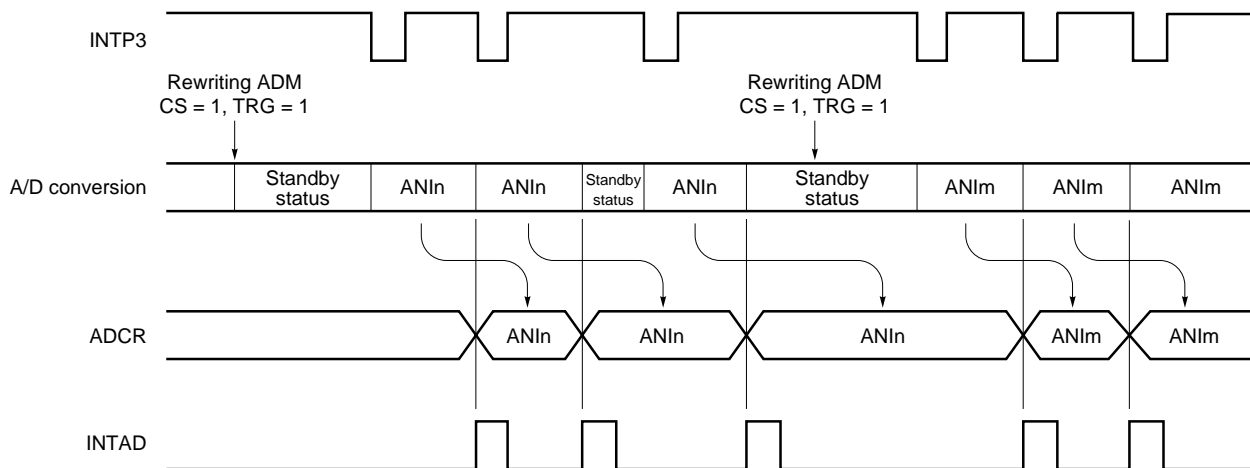 INTP3
Rewriting ADM
CS = 1, TRG = 1
Rewriting ADM
CS = 1, TRG = 1
A/D conversion
Standby
status
ANIn
ANIn
Standby
status
ANIn
Standby
status
ANIm
ANIm
ANIm
ADCR
ANIn
ANIn
ANIn
ANIm
ANIm
INTAD